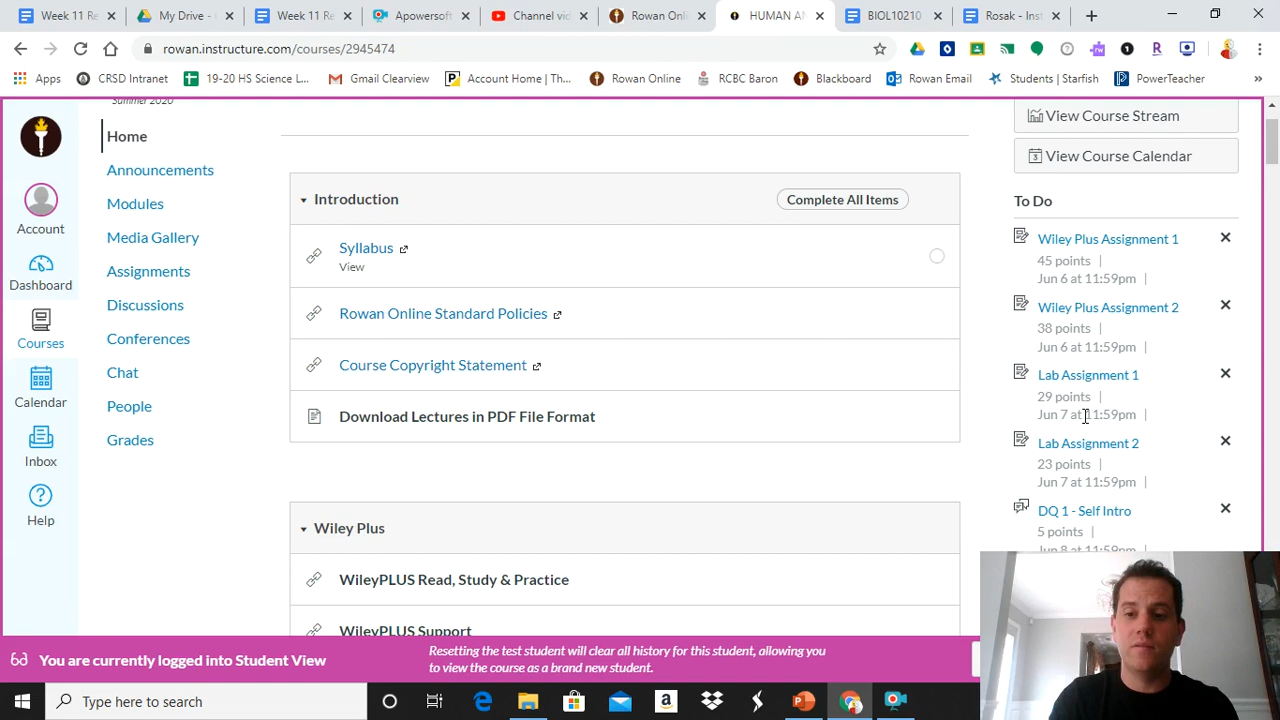 Week 11 Re
My Drive - G
Week 11 Re
Apowersoft
Channel vid
Rowan Onli
HUMAN AN
BIOL10210
Rosak - Inst
rowan.instructure.com/courses/2945474
Apps
CRSD Intranet
19-20 HS Science L...
Gmail Clearview
Account Home | Th...
Rowan Online
RCBC Baron
Blackboard
Rowan Email
Students | Starfish
PowerTeacher
»
Summer 2020
Home
Announcements
Modules
Media Gallery
Assignments
Discussions
Conferences
Chat
People
Grades
Account
Dashboard
Courses
Calendar
Inbox
Help
Introduction
Complete All Items
Syllabus
View
Rowan Online Standard Policies
Course Copyright Statement
Download Lectures in PDF File Format
Wiley Plus
WileyPLUS Read, Study & Practice
WileyPLUS Support
View Course Stream
View Course Calendar
To Do
Wiley Plus Assignment 1
45 points |
Jun 6 at 11:59pm |
Wiley Plus Assignment 2
38 points |
Jun 6 at 11:59pm |
Lab Assignment 1
29 points |
Jun 7 at 11:59pm |
Lab Assignment 2
23 points |
Jun 7 at 11:59pm |
DQ 1 - Self Intro
5 points |
Jun 8 at 11:59pm |
You are currently logged into Student View
Resetting the test student will clear all history for this student, allowing you
to view the course as a brand new student.
Type here to search